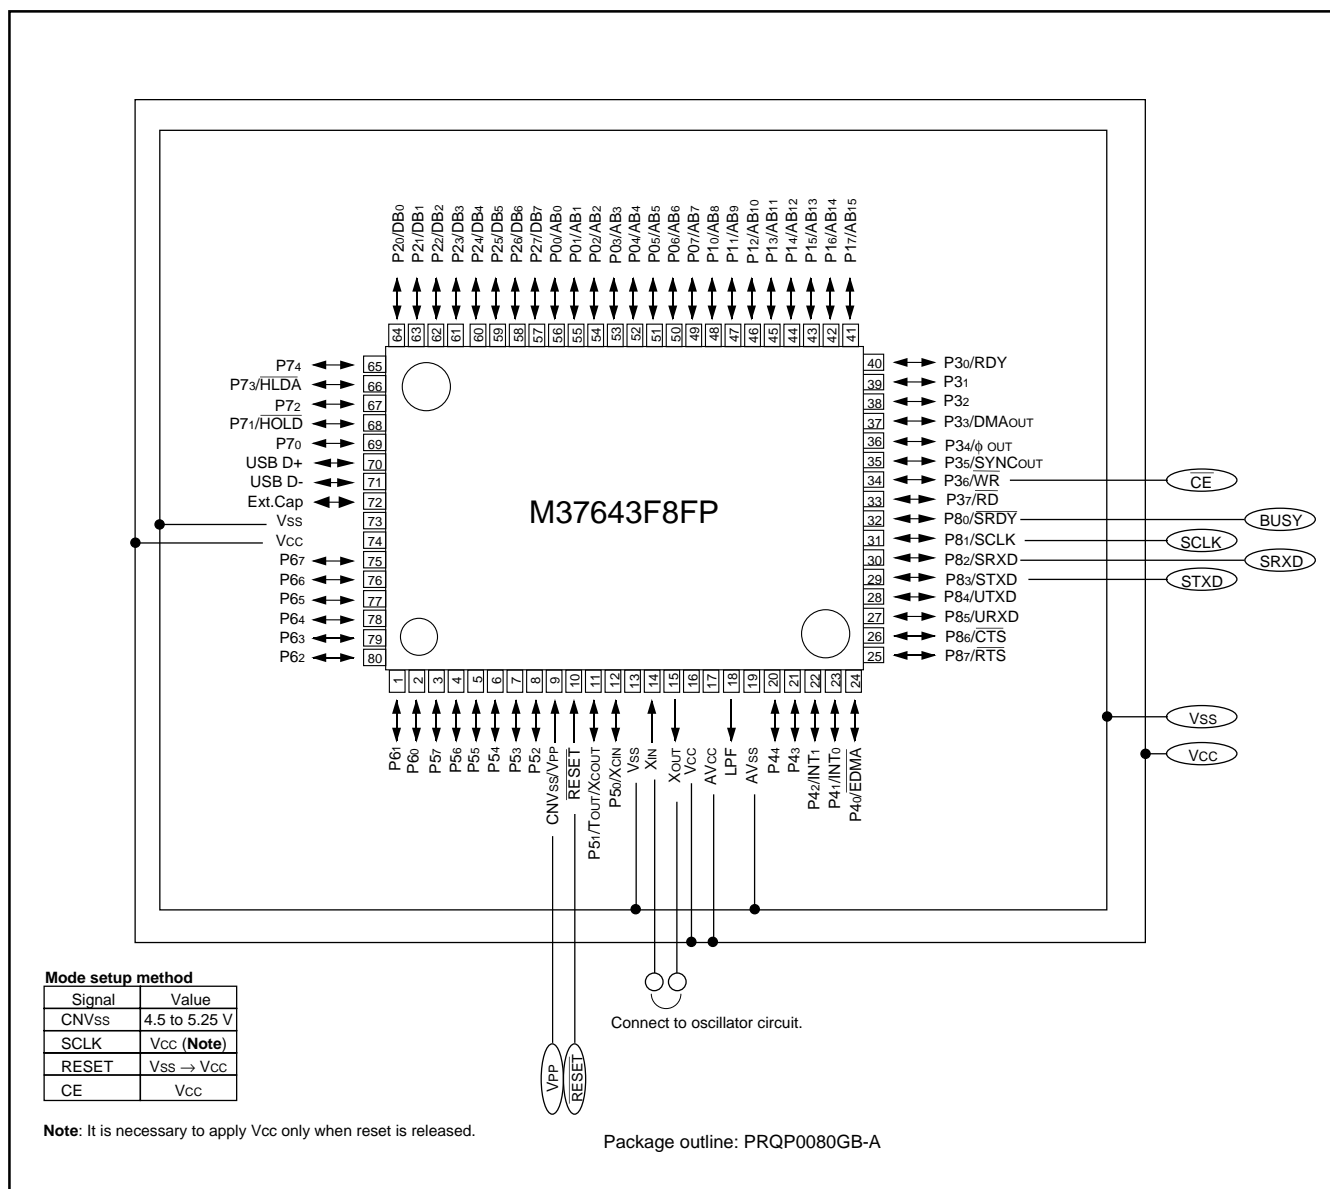 P20/DB0
P21/DB1
P22/DB2
P23/DB3
P24/DB4
P25/DB5
P26/DB6
P27/DB7
P00/AB0
P01/AB1
P02/AB2
P03/AB3
P04/AB4
P05/AB5
P06/AB6
P07/AB7
P10/AB8
P11/AB9
P12/AB10
P13/AB11
P14/AB12
P15/AB13
P16/AB14
P17/AB15
64 63 62 61 60 59 58 57 56 55 54 53 52 51 50 49 48 47 46 45 44 43 42 41
P74 65
P73/HLDA 66
P72 67
P71/HOLD 68
P70 69
USB D+ 70
USB D- 71
Ext.Cap 72
VSS 73
VCC 74
P67 75
P66 76
P65 77
P64 78
P63 79
P62 80
M37643F8FP
40 P30/RDY
39 P31
38 P32
37 P33/DMAOUT
36 P34/ϕ OUT
35 P35/SYNCOUT
34 P36/WR CE
33 P37/RD
32 P80/SRDY BUSY
31 P81/SCLK SCLK
30 P82/SRXD SRXD
29 P83/STXD STXD
28 P84/UTXD
27 P85/URXD
26 P86/CTS
25 P87/RTS
VSS
VCC
1 2 3 4 5 6 7 8 9 10 11 12 13 14 15 16 17 18 19 20 21 22 23 24
P61
P60
P57
P56
P55
P54
P53
P52
CNVSS/VPP
RESET
P51/TOUT/XCOUT
P50/XCIN
VSS
XIN
XOUT
VCC
AVCC
LPF
AVSS
P44
P43
P42/INT1
P41/INT0
P40/EDMA
Connect to oscillator circuit.
VPP
RESET
Mode setup method
Signal Value
CNVSS 4.5 to 5.25 V
SCLK VCC (Note)
RESET VSS → VCC
CE VCC
Note: It is necessary to apply Vcc only when reset is released.
Package outline: PRQP0080GB-A